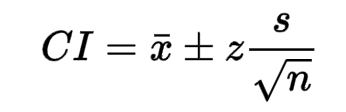 CI = x̄ ± z s/√n